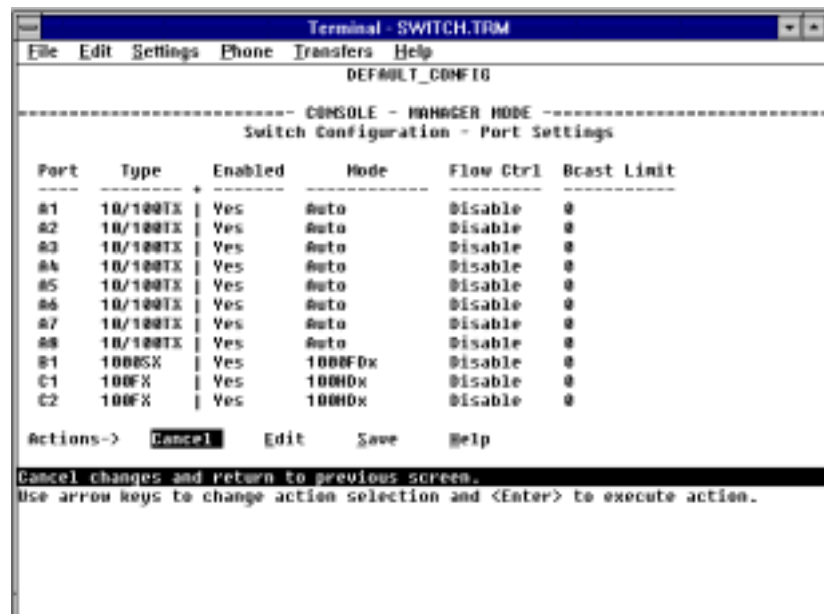 Terminal - SWITCH.TRM
File Edit Settings Phone Transfers Help
DEFAULT_CONFIG
--------------------------- CONSOLE - MANAGER MODE ---------------------------
Switch Configuration - Port Settings
Port Type Enabled Mode Flow Ctrl Bcast Limit
---- -------- + ------- ------------ --------- -----------
A1 10/100TX | Yes Auto Disable 0
A2 10/100TX | Yes Auto Disable 0
A3 10/100TX | Yes Auto Disable 0
A4 10/100TX | Yes Auto Disable 0
A5 10/100TX | Yes Auto Disable 0
A6 10/100TX | Yes Auto Disable 0
A7 10/100TX | Yes Auto Disable 0
A8 10/100TX | Yes Auto Disable 0
B1 1000SX | Yes 1000FDx Disable 0
C1 100FX | Yes 100HDx Disable 0
C2 100FX | Yes 100HDx Disable 0
Actions-> Cancel Edit Save Help
Cancel changes and return to previous screen.
Use arrow keys to change action selection and <Enter> to execute action.